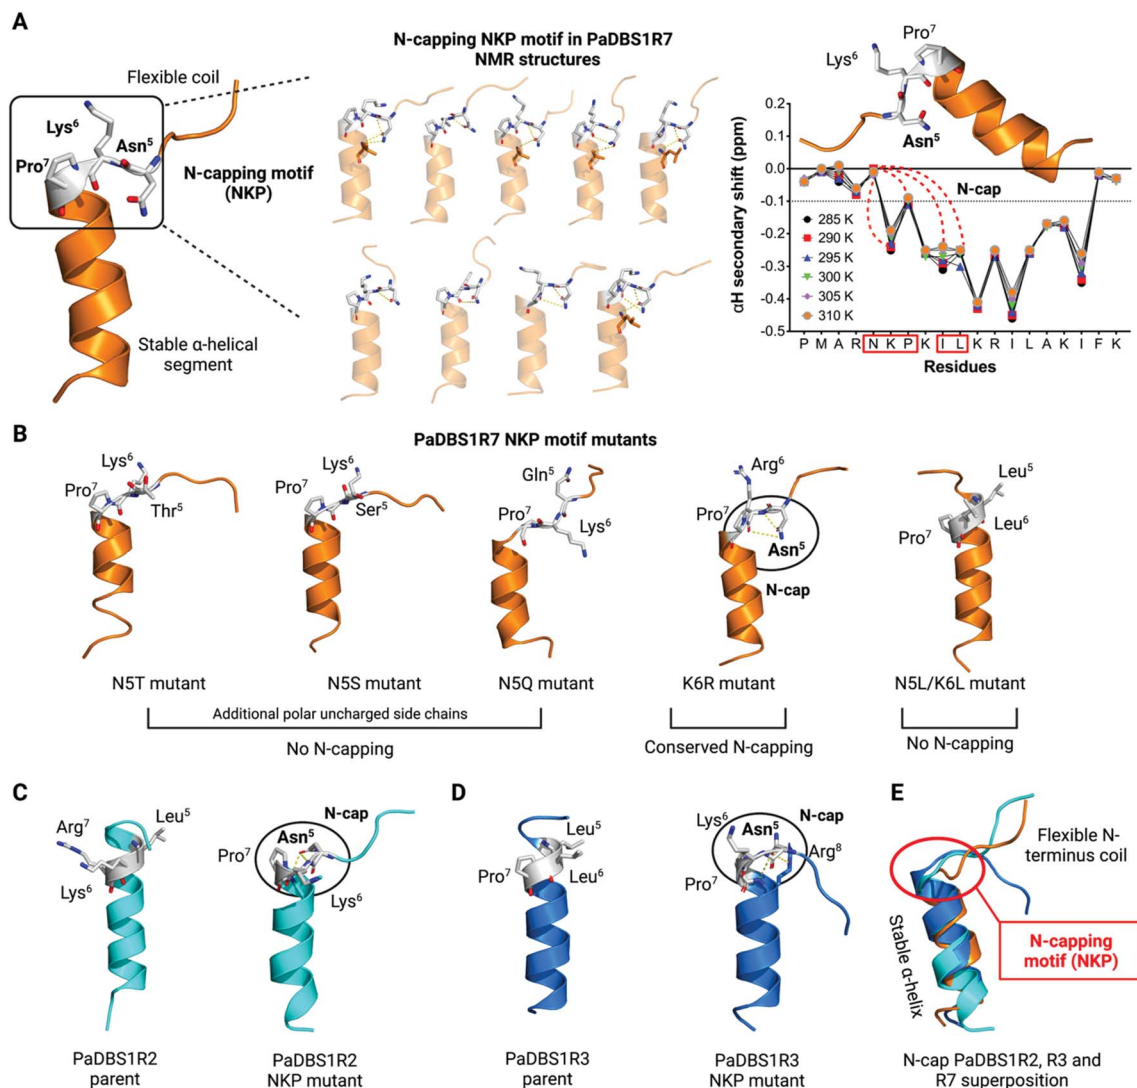 A
Flexible coil
Lys⁶
Asn⁵
Pro⁷
N-capping motif
(NKP)
Stable α-helical
segment
N-capping NKP motif in PaDBS1R7
NMR structures
Pro⁷
Lys⁶
Asn⁵
N-cap
αH secondary shift (ppm)
0.2
0.1
0.00
-0.1
-0.2
-0.3
-0.4
-0.5
285 K
290 K
295 K
300 K
305 K
310 K
P M A R N K P K I L K R I L A K I F K
Residues
B
PaDBS1R7 NKP motif mutants
Lys⁶
Pro⁷
Thr⁵
N5T mutant
Lys⁶
Pro⁷
Ser⁵
N5S mutant
Gln⁵
Pro⁷
Lys⁶
N5Q mutant
Arg⁶
Pro⁷
Asn⁵
N-cap
K6R mutant
Leu⁵
Leu⁶
Pro⁷
N5L/K6L mutant
Additional polar uncharged side chains
No N-capping
Conserved N-capping
No N-capping
C
Arg⁷
Leu⁵
Lys⁶
PaDBS1R2
parent
N-cap
Asn⁵
Pro⁷
Lys⁶
PaDBS1R2
NKP mutant
D
Leu⁵
Pro⁷
Leu⁶
PaDBS1R3
parent
Lys⁶
Asn⁵
N-cap
Arg⁸
Pro⁷
PaDBS1R3
NKP mutant
E
Flexible N-
terminus coil
N-capping
motif (NKP)
Stable α-helix
N-cap PaDBS1R2, R3 and
R7 superposition